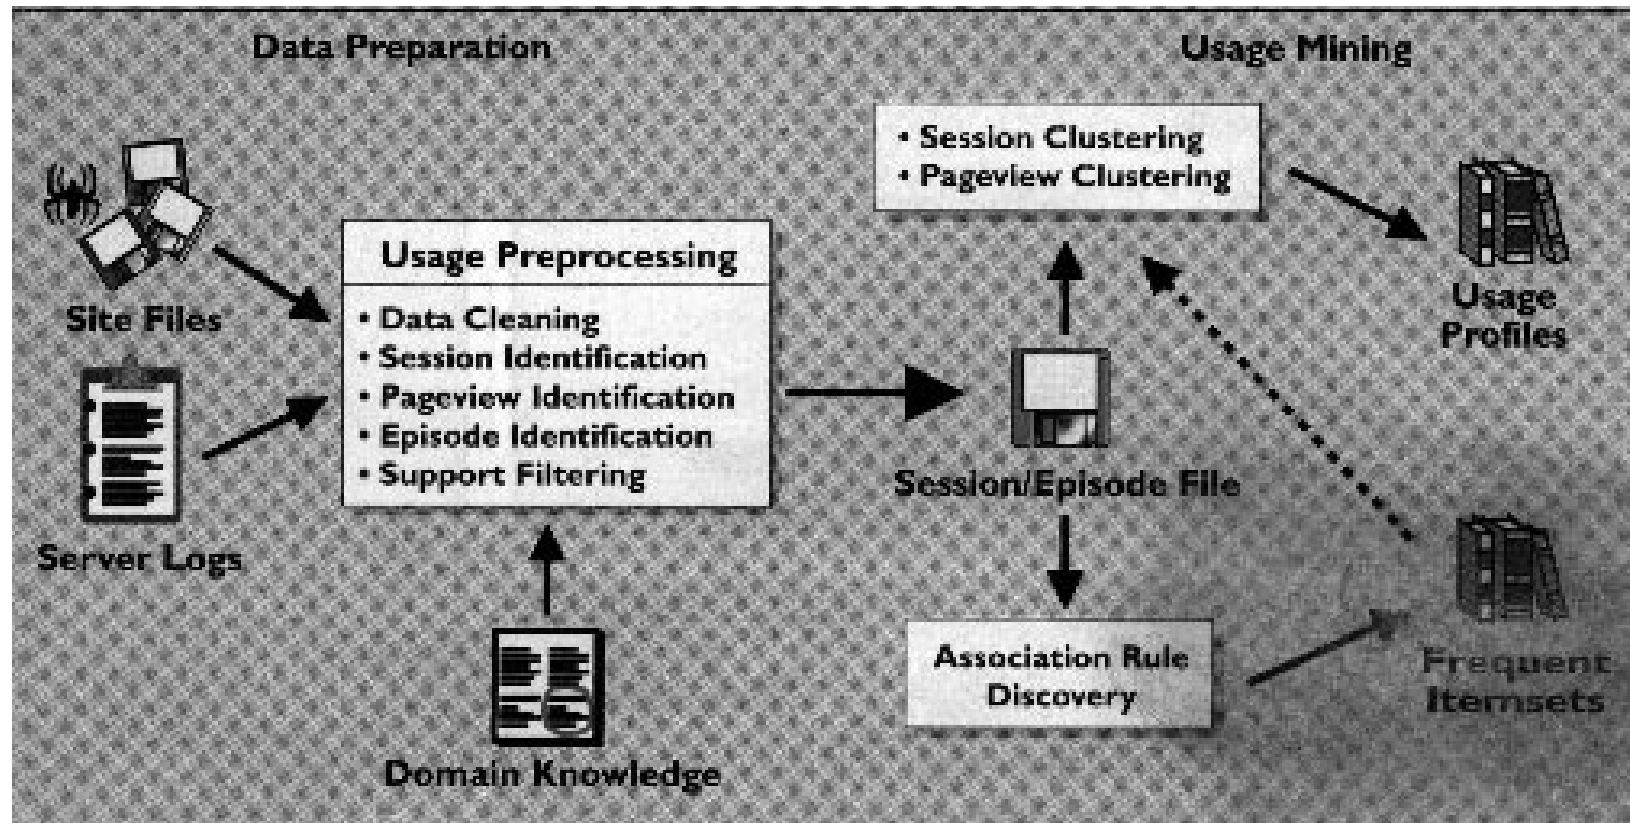 Data Preparation
Usage Mining
• Session Clustering
• Pageview Clustering
Usage Preprocessing
• Data Cleaning
• Session Identification
• Pageview Identification
• Episode Identification
• Support Filtering
Site Files
Server Logs
Domain Knowledge
Session/Episode File
Association Rule
Discovery
Usage
Profiles
Frequent
Itemsets